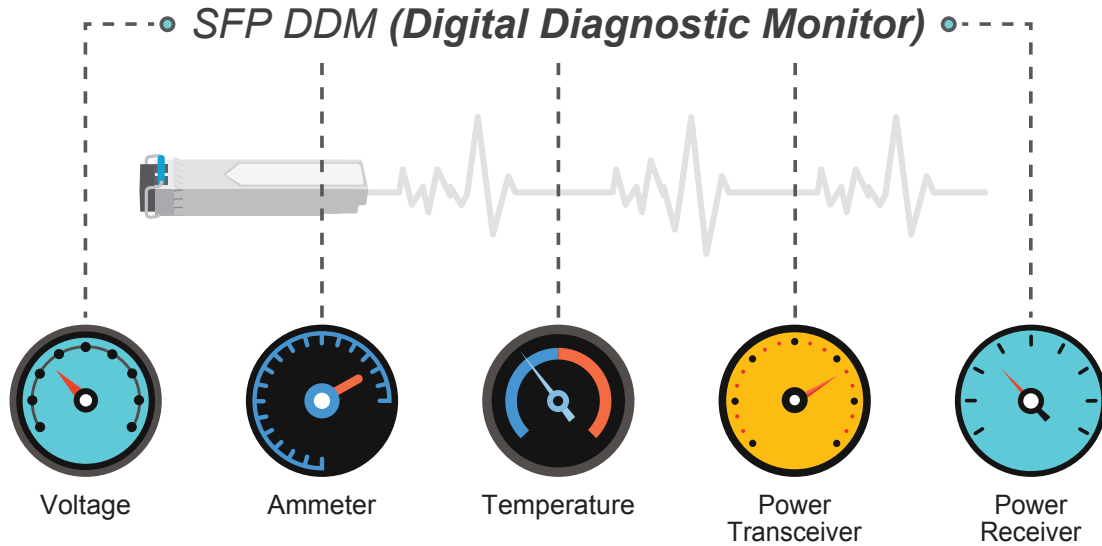 SFP DDM (Digital Diagnostic Monitor)
Voltage
Ammeter
Temperature
Power
Transceiver
Power
Receiver